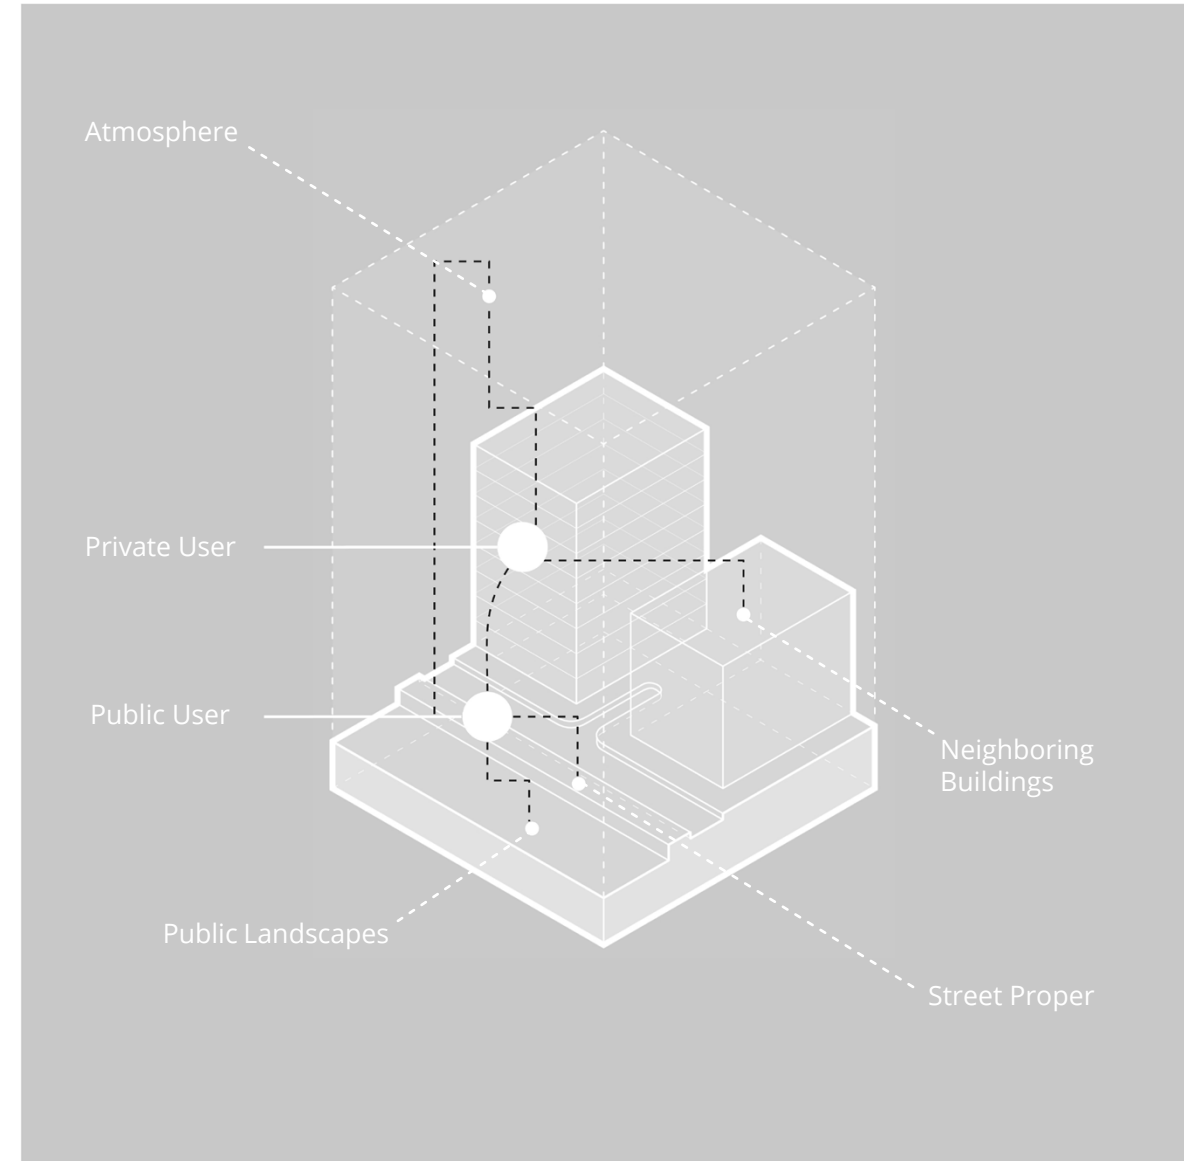 Atmosphere
Private User
Public User
Neighboring
Buildings
Public Landscapes
Street Proper